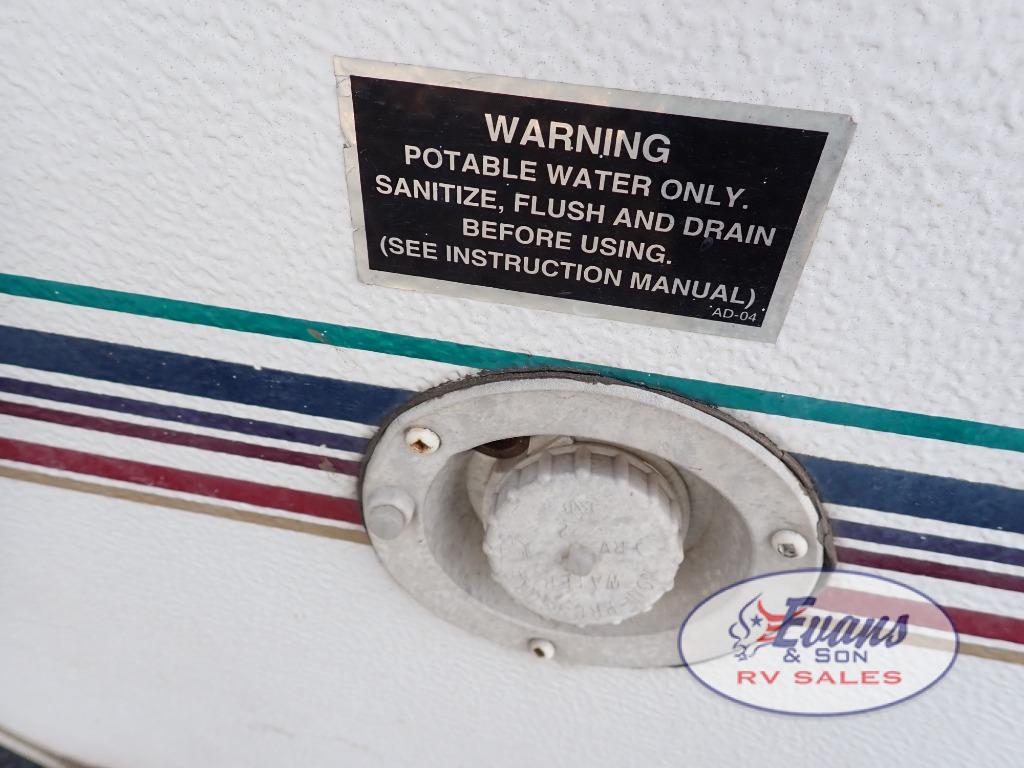 WARNING
POTABLE WATER ONLY.
SANITIZE, FLUSH AND DRAIN
BEFORE USING.
(SEE INSTRUCTION MANUAL)
AD-04
WATER
Evans
& SON
RV SALES